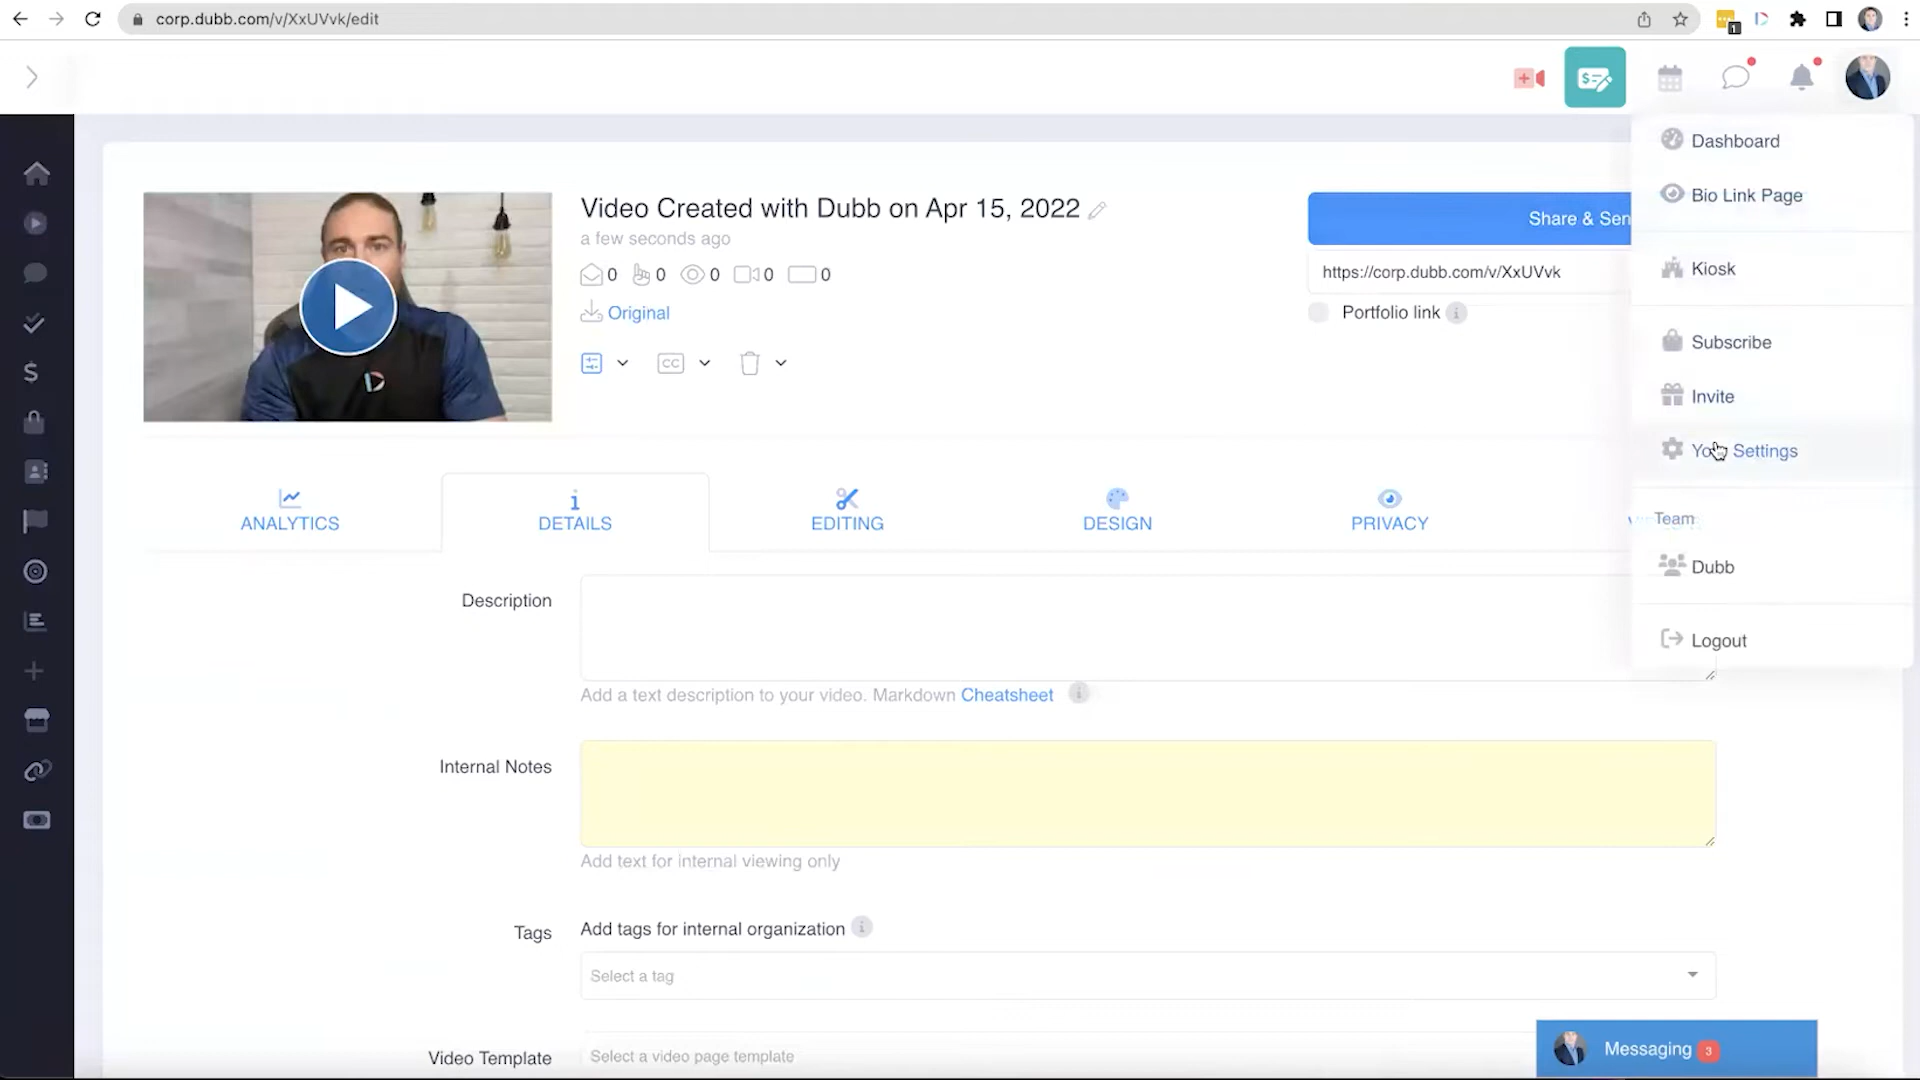 corp.dubb.com/v/XxUVvk/edit
1
Dashboard
Bio Link Page
Kiosk
Subscribe
Invite
Settings
Team
Dubb
Logout
Video Created with Dubb on Apr 15, 2022
a few seconds ago
0 0 0 0 0
Original
CC
Share & Sen
https://corp.dubb.com/v/XxUVvk
Portfolio link
ANALYTICS
DETAILS
EDITING
DESIGN
PRIVACY
Description
Add a text description to your video. Markdown Cheatsheet
Internal Notes
Add text for internal viewing only
Tags
Add tags for internal organization
Select a tag
Video Template
Select a video page template
Messaging 3